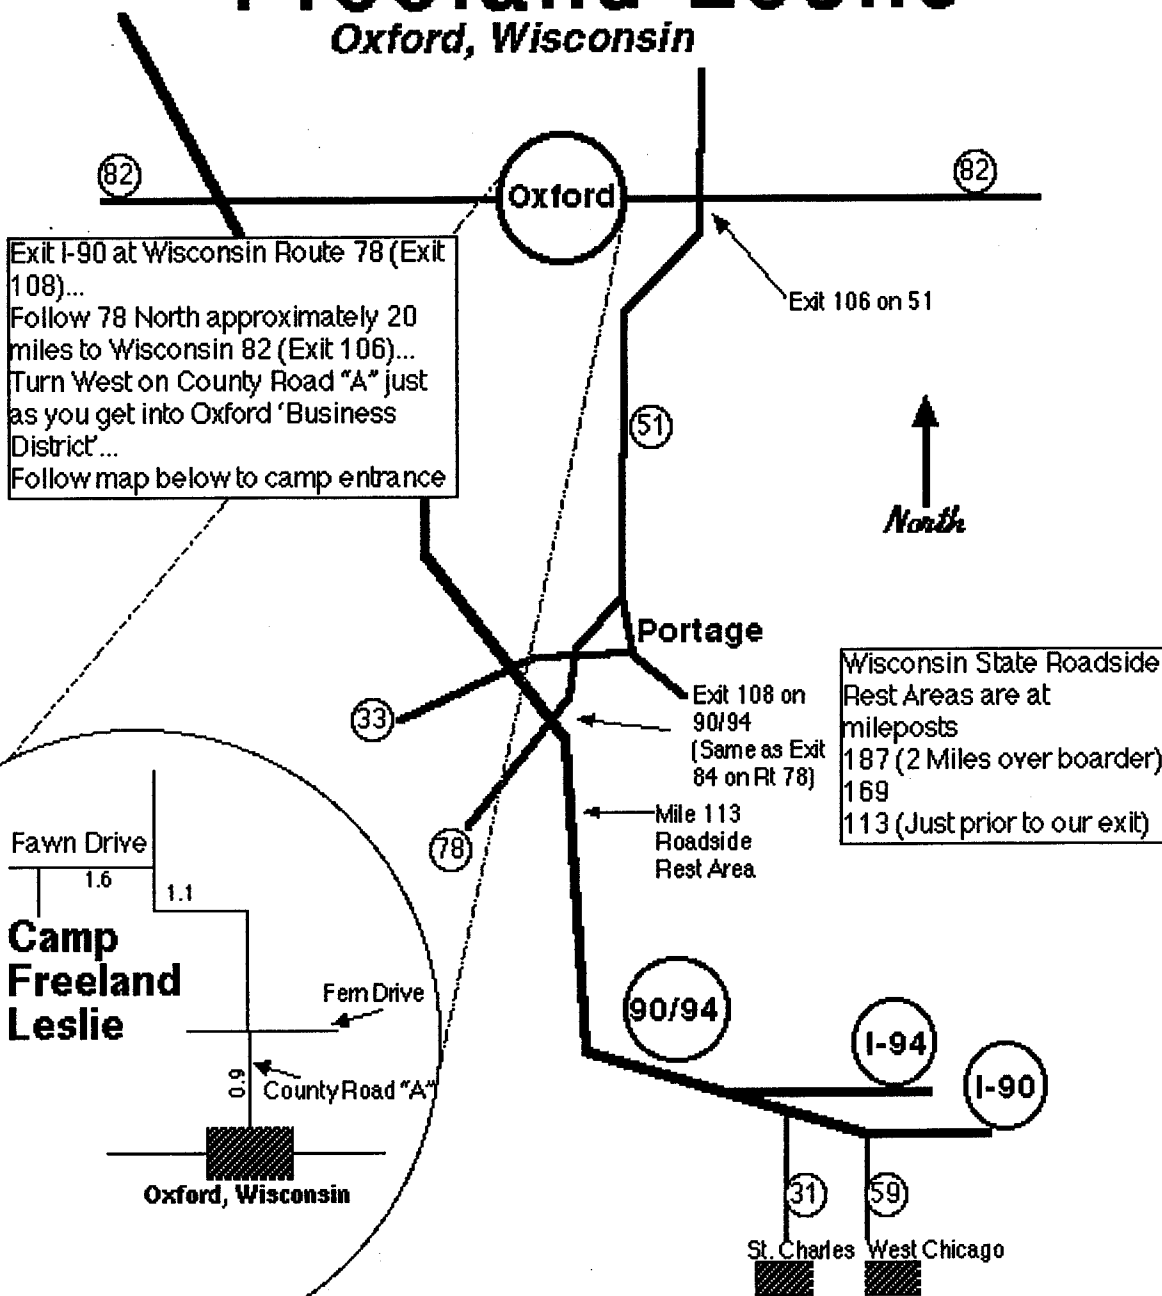 Freeland Leslie
Oxford, Wisconsin
82
Oxford
82
Exit I-90 at Wisconsin Route 78 (Exit
108)...
Follow 78 North approximately 20
miles to Wisconsin 82 (Exit 106)...
Turn West on County Road "A" just
as you get into Oxford 'Business
District'...
Follow map below to camp entrance
Exit 106 on 51
51
North
Portage
33
Exit 108 on
90/94
(Same as Exit
84 on Rt 78)
Wisconsin State Roadside
Rest Areas are at
mileposts
187 (2 Miles over boarder)
169
113 (Just prior to our exit)
78
Mile 113
Roadside
Rest Area
Fawn Drive
1.6
1.1
Camp
Freeland
Leslie
Fern Drive
0.9
County Road "A"
Oxford, Wisconsin
90/94
I-94
I-90
31
59
St. Charles
West Chicago